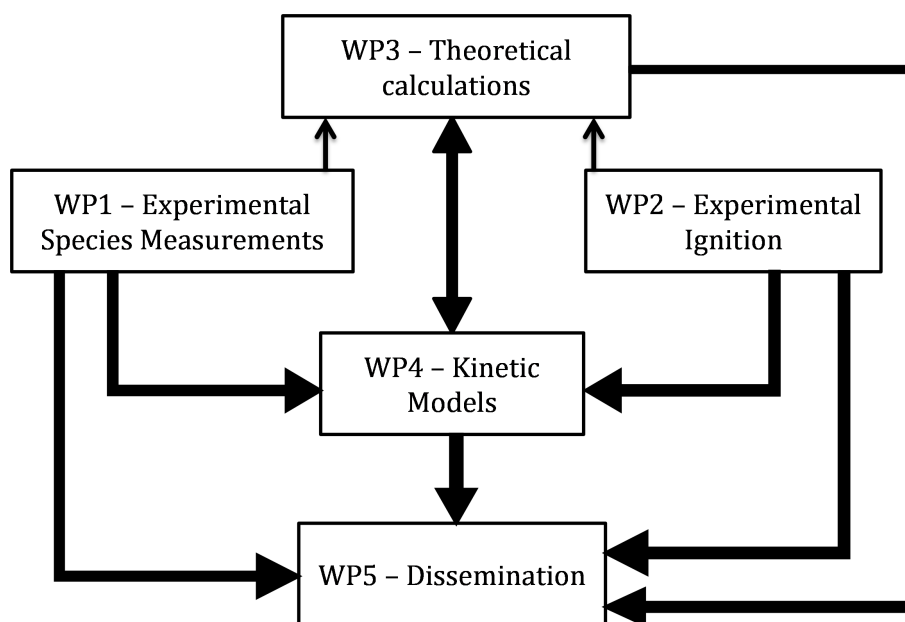 WP3 – Theoretical
calculations
WP1 – Experimental
Species Measurements
WP2 – Experimental
Ignition
WP4 – Kinetic
Models
WP5 – Dissemination